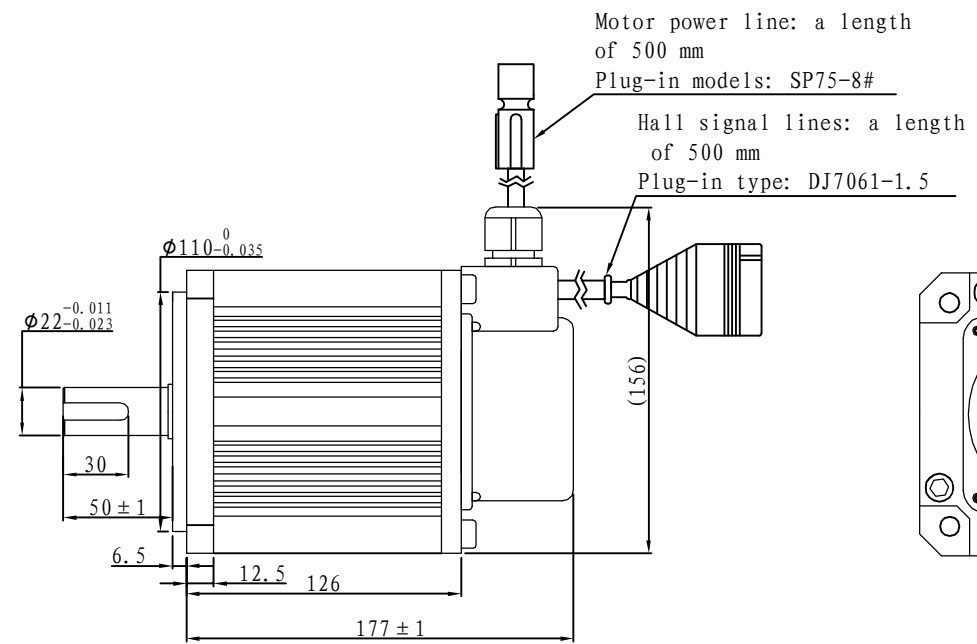 Motor power line: a length
of 500 mm
Plug-in models: SP75-8#
Hall signal lines: a length
of 500 mm
Plug-in type: DJ7061-1.5
ϕ110 0 -0.035
ϕ22 -0.011 -0.023
(156)
30
50±1
6.5
12.5
126
177±1